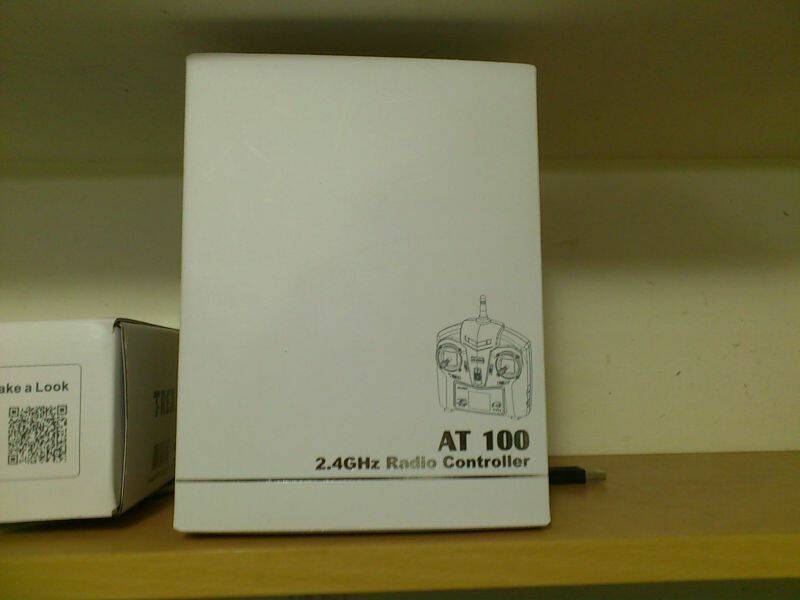 ake a Look
AT 100
2.4GHz Radio Controller